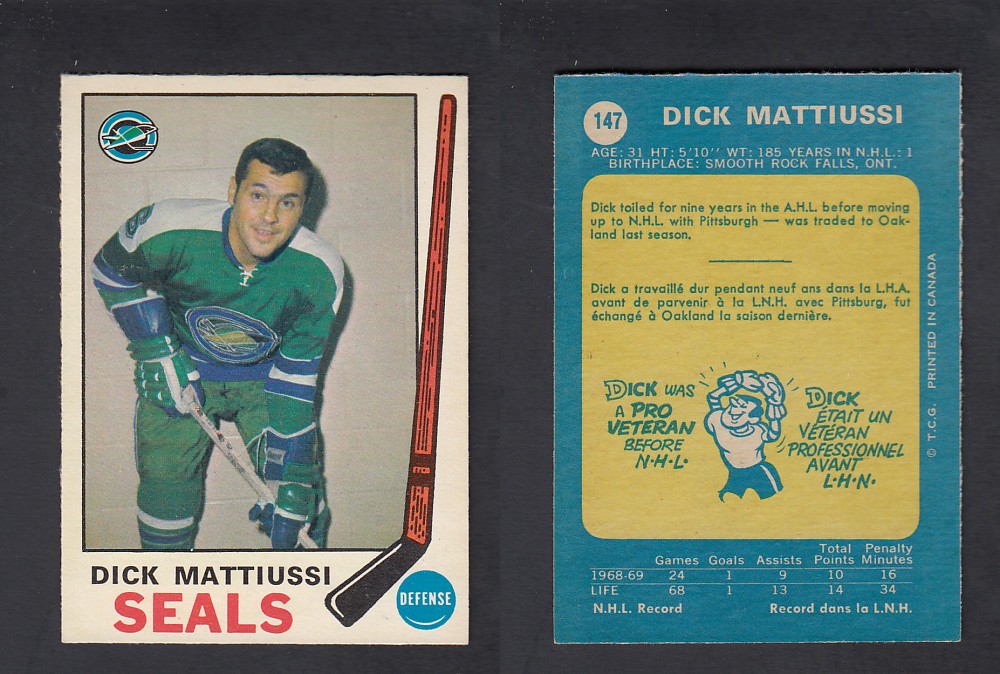 DICK MATTIUSSI
SEALS
DEFENSE
147
DICK MATTIUSSI
AGE: 31 HT: 5'10'' WT: 185 YEARS IN N.H.L.: 1
BIRTHPLACE: SMOOTH ROCK FALLS, ONT.
Dick toiled for nine years in the A.H.L. before moving
up to N.H.L. with Pittsburgh — was traded to Oak-
land last season.
Dick a travaillé dur pendant neuf ans dans la L.H.A.
avant de parvenir à la L.N.H. avec Pittsburg, fut
échangé à Oakland la saison dernière.
DICK WAS
A PRO
VETERAN
BEFORE
N·H·L·
DICK
ÉTAIT UN
VÉTÉRAN
PROFESSIONNEL
AVANT
L·H·N·
© T.C.G. PRINTED IN CANADA
Games Goals Assists Total Points Penalty Minutes
1968-69 24 1 9 10 16
LIFE 68 1 13 14 34
N.H.L. Record Record dans la L.N.H.